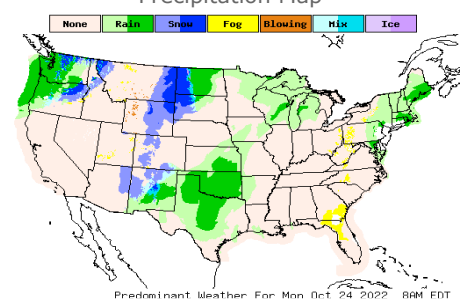 Precipitation Map
None Rain Snow Fog Blowing Mix Ice
Predominant Weather For Mon Oct 24 2022 8AM EDT